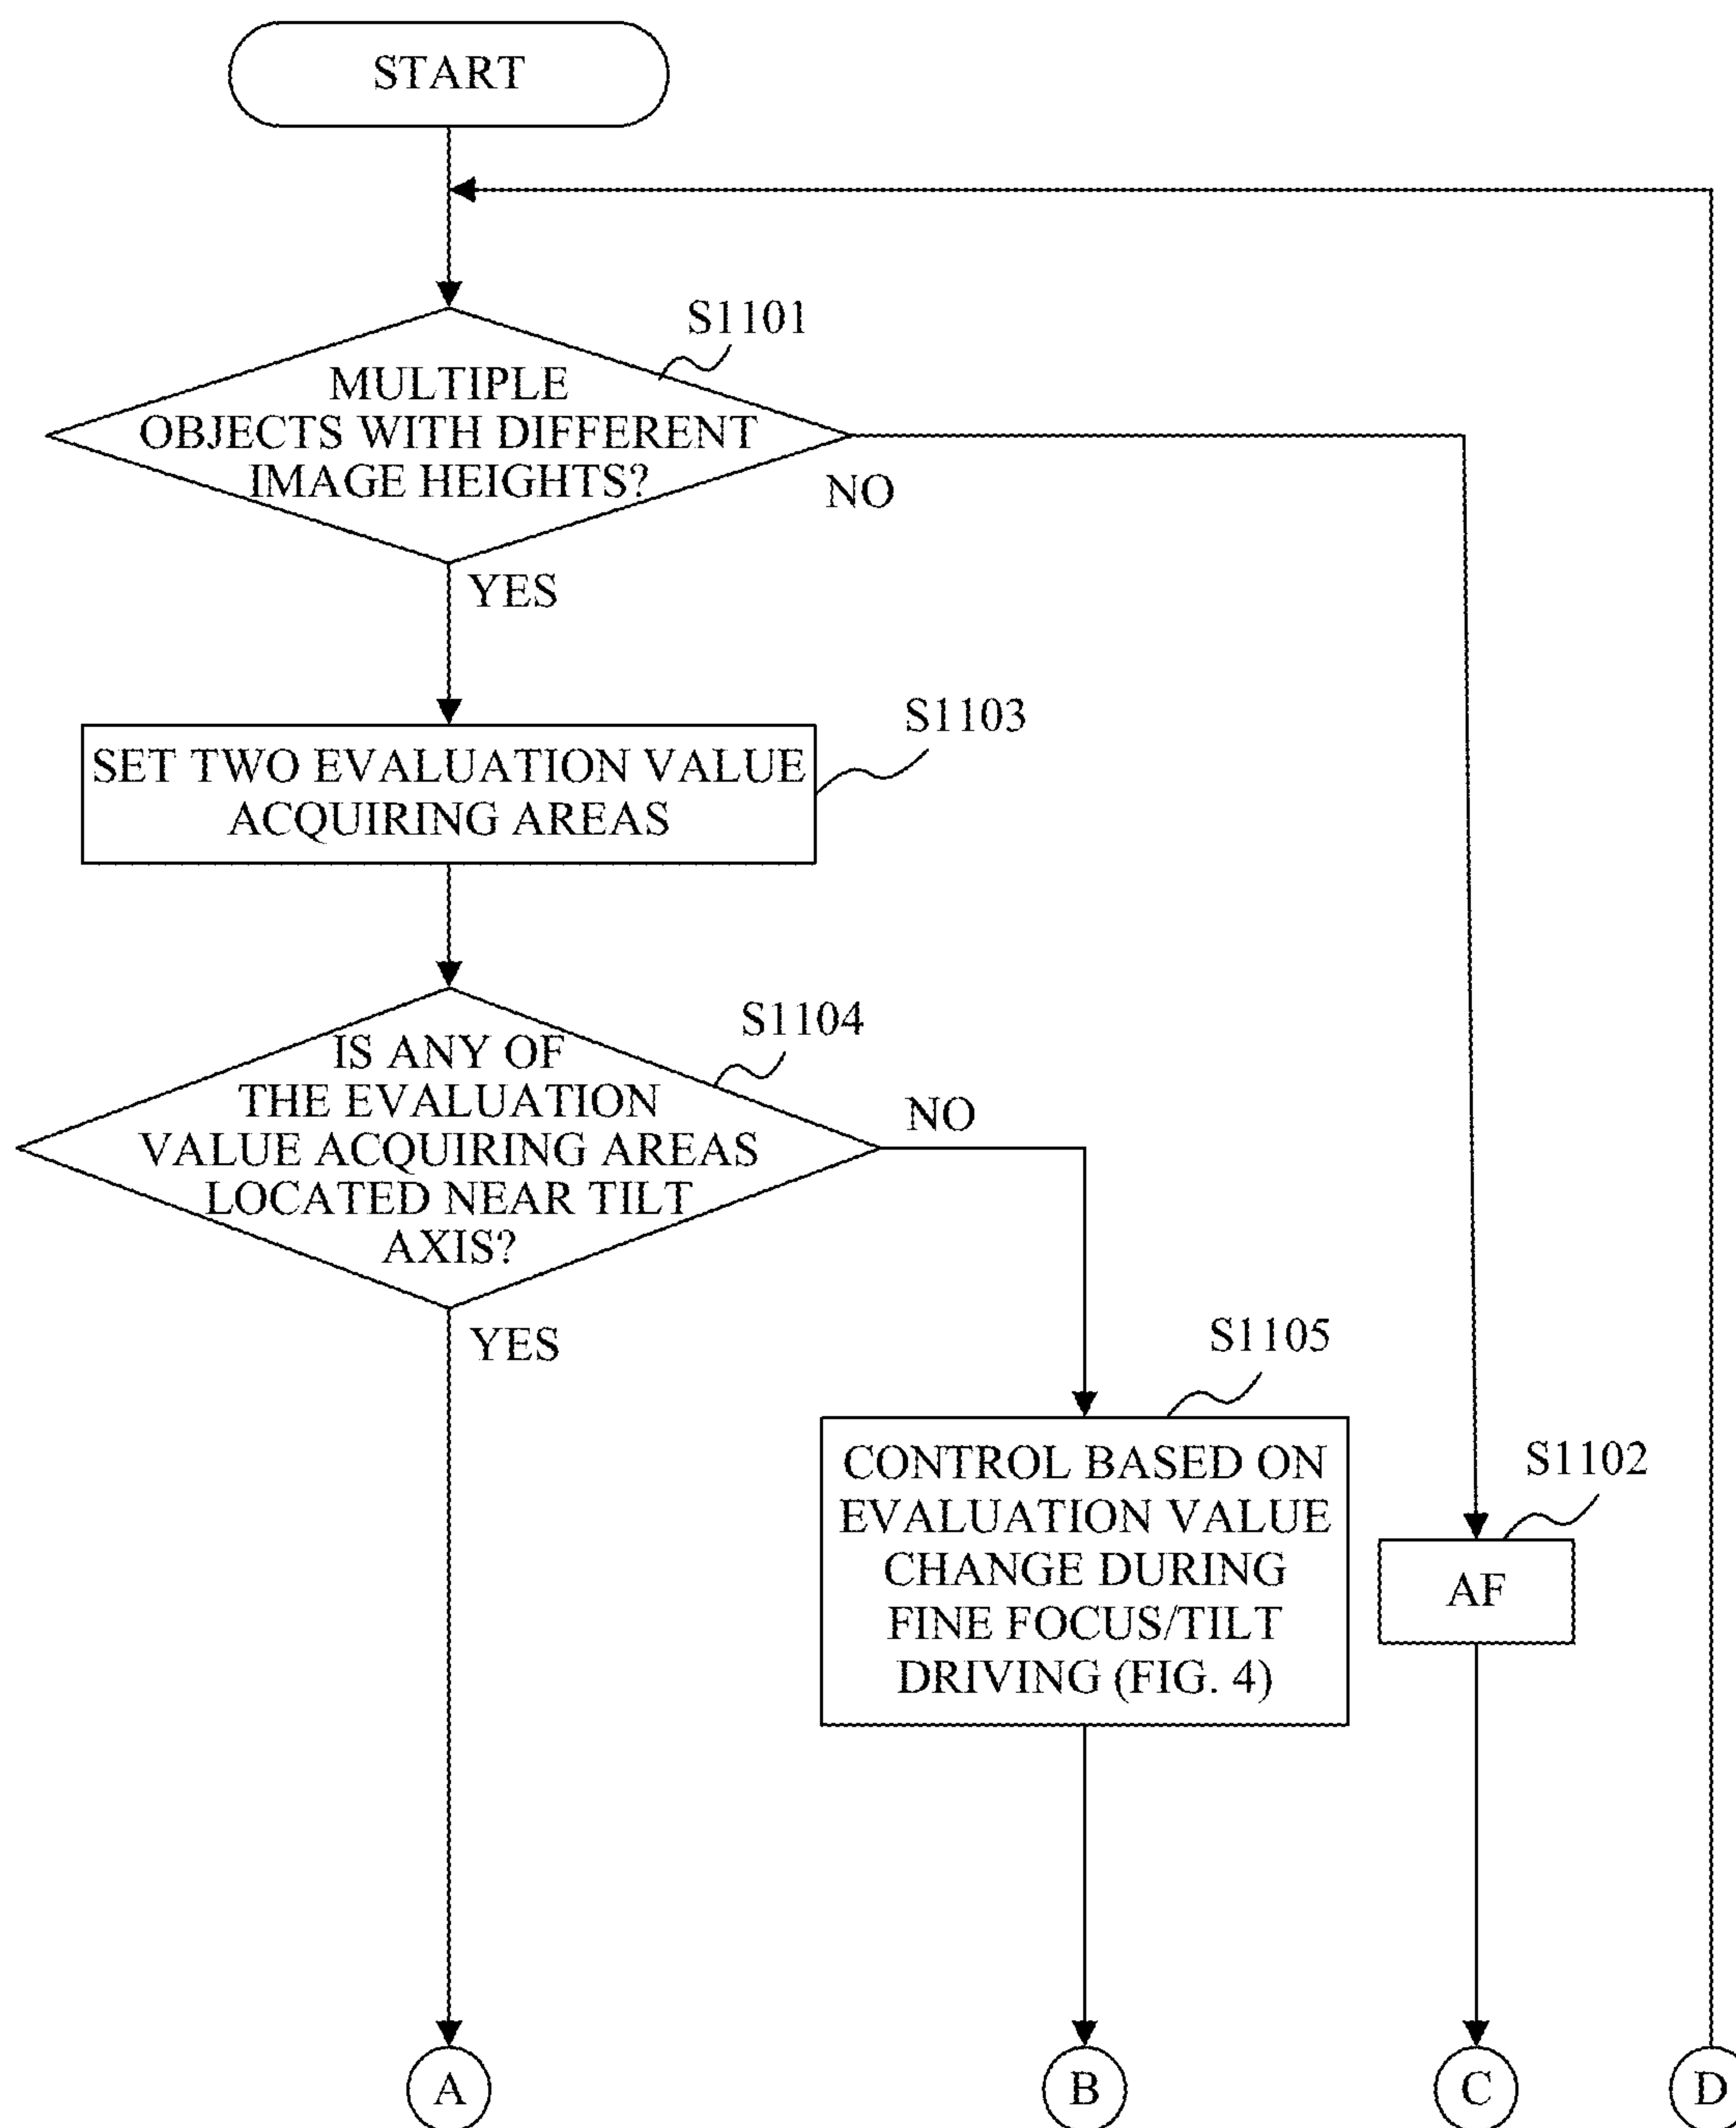 START
S1101
MULTIPLE
OBJECTS WITH DIFFERENT
IMAGE HEIGHTS?
NO
YES
S1103
SET TWO EVALUATION VALUE
ACQUIRING AREAS
S1104
IS ANY OF
THE EVALUATION
VALUE ACQUIRING AREAS
LOCATED NEAR TILT
AXIS?
NO
YES
S1105
CONTROL BASED ON
EVALUATION VALUE
CHANGE DURING
FINE FOCUS/TILT
DRIVING (FIG. 4)
S1102
AF
A
B
C
D